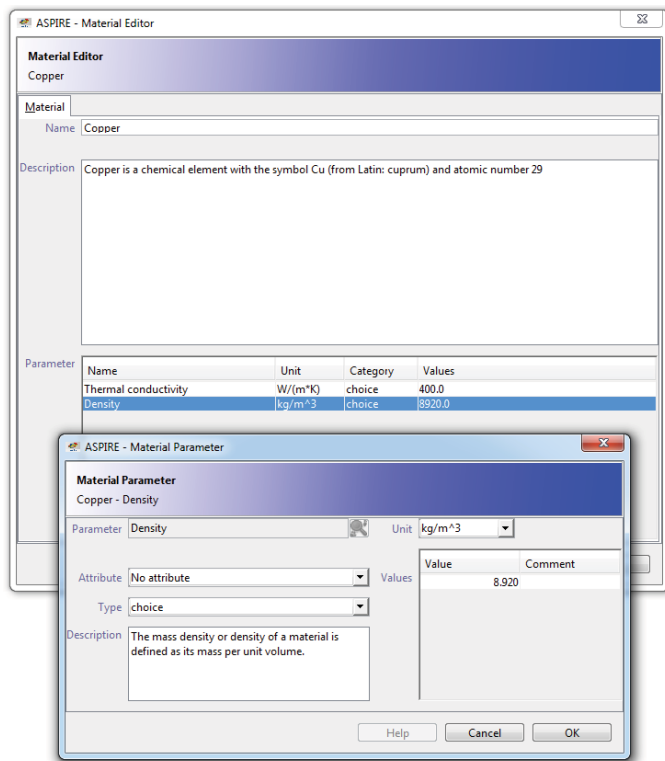 ASPIRE - Material Editor
Material Editor
Copper
Material
Name Copper
Description Copper is a chemical element with the symbol Cu (from Latin: cuprum) and atomic number 29
Parameter
Name Unit Category Values
Thermal conductivity W/(m*K) choice 400.0
Density kg/m^3 choice 8920.0
ASPIRE - Material Parameter
Material Parameter
Copper - Density
Parameter Density Unit kg/m^3
Attribute No attribute Values Value Comment
8.920
Type choice
Description The mass density or density of a material is
defined as its mass per unit volume.
Help Cancel OK